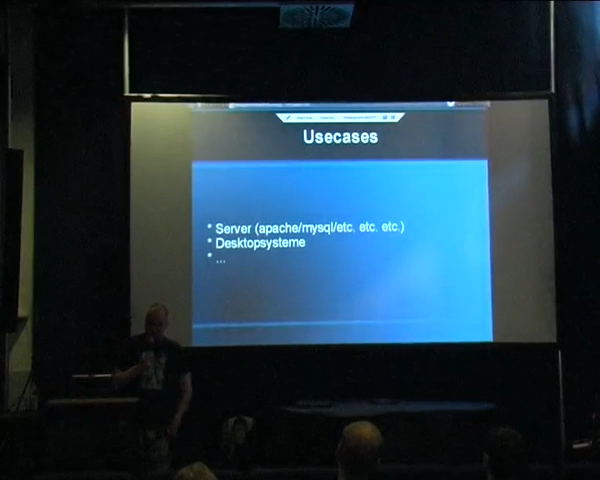 Usecases
* Server (apache/mysql/etc. etc. etc.)
* Desktopsysteme
* ...